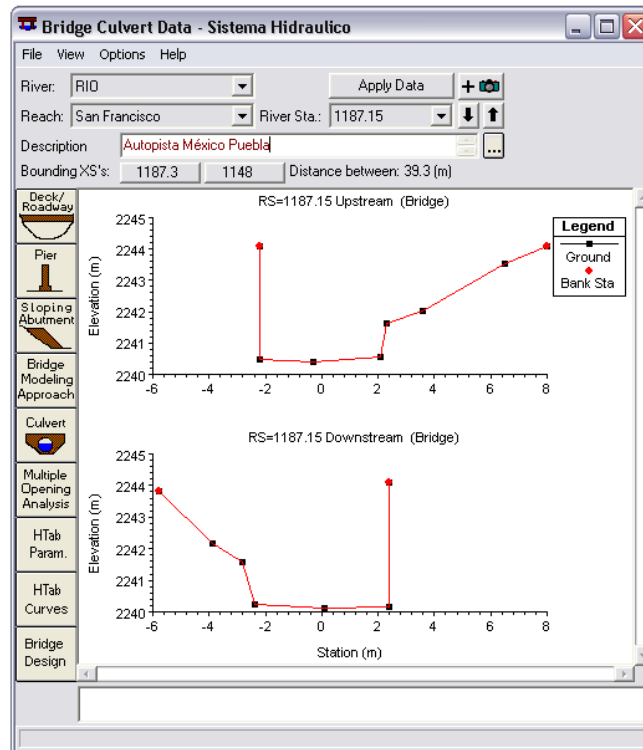 Bridge Culvert Data - Sistema Hidraulico
File View Options Help
River: RIO Apply Data +
Reach: San Francisco River Sta.: 1187.15
Description Autopista México Puebla ...
Bounding XS's: 1187.3 1148 Distance between: 39.3 (m)
Deck/
Roadway
Pier
Sloping
Abutment
Bridge
Modeling
Approach
Culvert
Multiple
Opening
Analysis
HTab
Param.
HTab
Curves
Bridge
Design
RS=1187.15 Upstream (Bridge)
Elevation (m)
2245
2244
2243
2242
2241
2240
-6 -4 -2 0 2 4 6 8
Legend
Ground
Bank Sta
RS=1187.15 Downstream (Bridge)
Elevation (m)
2245
2244
2243
2242
2241
2240
-6 -4 -2 0 2 4 6 8
Station (m)